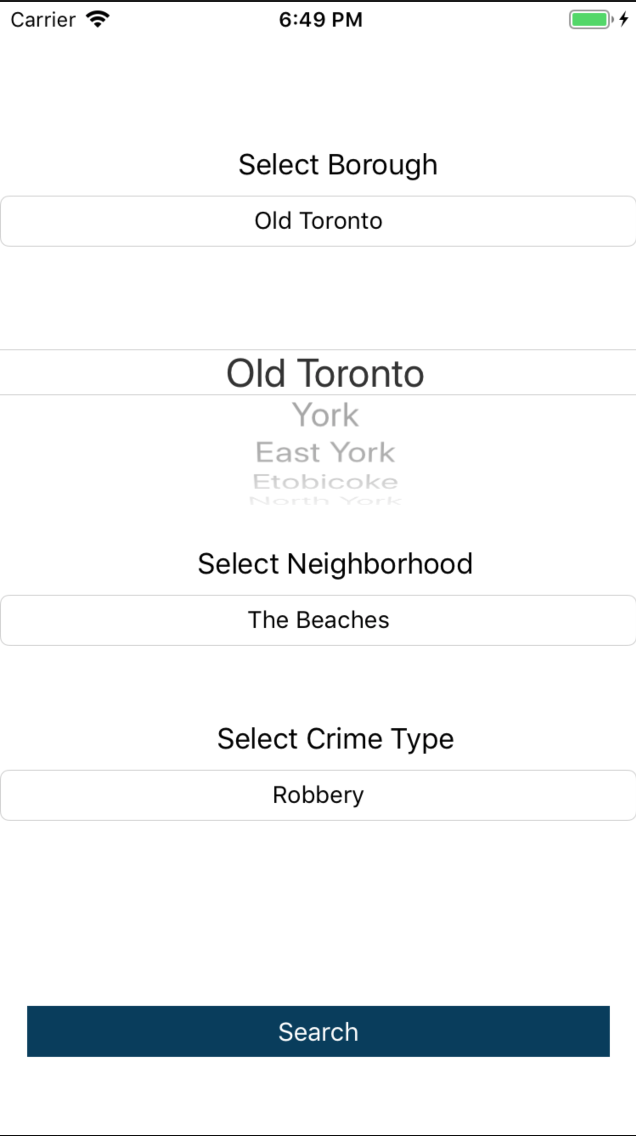 Carrier 6:49 PM
Select Borough
Old Toronto
Old Toronto
York
East York
Etobicoke
North York
Select Neighborhood
The Beaches
Select Crime Type
Robbery
Search